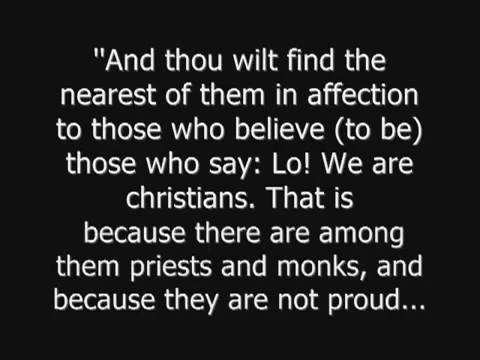 "And thou wilt find the
nearest of them in affection
to those who believe (to be)
those who say: Lo! We are
christians. That is
because there are among
them priests and monks, and
because they are not proud...